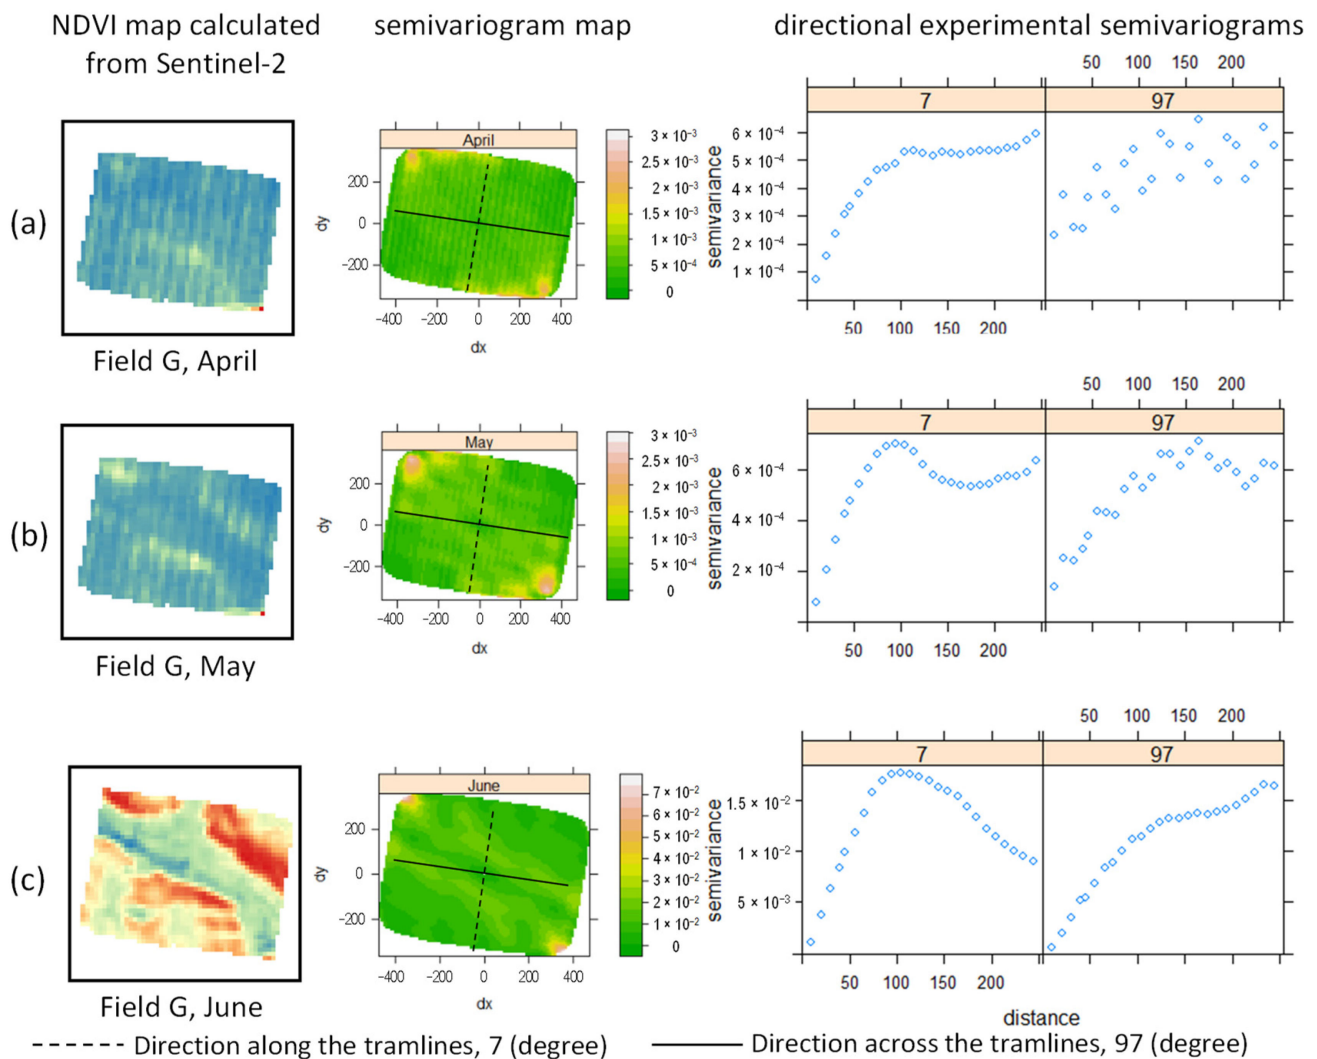 NDVI map calculated
from Sentinel-2
semivariogram map
directional experimental semivariograms
50 100 150 200
(a)
Field G, April
April
200
0
−200
dy
−400 −200 0 200 400
dx
3 × 10⁻³
2.5 × 10⁻³
2 × 10⁻³
1.5 × 10⁻³
1 × 10⁻³
5 × 10⁻⁴
0
7 97
semivariance
6 × 10⁻⁴
5 × 10⁻⁴
4 × 10⁻⁴
3 × 10⁻⁴
2 × 10⁻⁴
1 × 10⁻⁴
50 100 150 200
(b)
Field G, May
May
200
0
−200
dy
−400 −200 0 200 400
dx
3 × 10⁻³
2.5 × 10⁻³
2 × 10⁻³
1.5 × 10⁻³
1 × 10⁻³
5 × 10⁻⁴
0
50 100 150 200
7 97
semivariance
6 × 10⁻⁴
4 × 10⁻⁴
2 × 10⁻⁴
50 100 150 200
(c)
Field G, June
June
200
0
−200
dy
−400 −200 0 200 400
dx
7 × 10⁻²
6 × 10⁻²
5 × 10⁻²
4 × 10⁻²
3 × 10⁻²
2 × 10⁻²
1 × 10⁻²
0
50 100 150 200
7 97
semivariance
1.5 × 10⁻²
1 × 10⁻²
5 × 10⁻³
50 100 150 200
distance
Direction along the tramlines, 7 (degree)
Direction across the tramlines, 97 (degree)